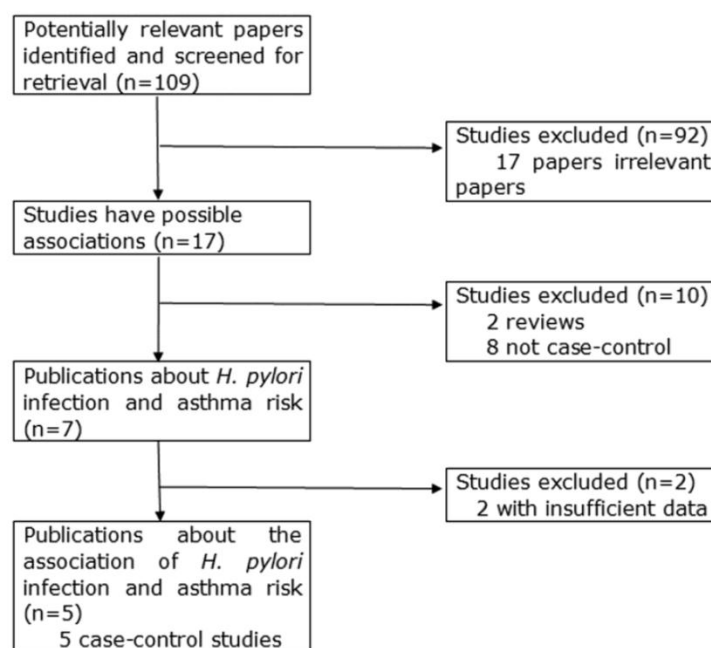 Potentially relevant papers
identified and screened for
retrieval (n=109)
Studies excluded (n=92)
17 papers irrelevant
papers
Studies have possible
associations (n=17)
Studies excluded (n=10)
2 reviews
8 not case-control
Publications about H. pylori
infection and asthma risk
(n=7)
Studies excluded (n=2)
2 with insufficient data
Publications about the
association of H. pylori
infection and asthma risk
(n=5)
5 case-control studies